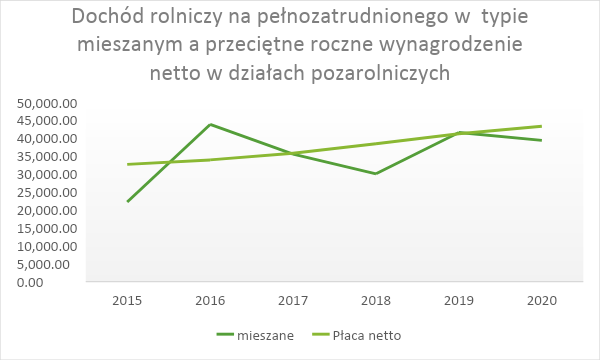 Dochód rolniczy na pełnozatrudnionego w typie
mieszanym a przeciętne roczne wynagrodzenie
netto w działach pozarolniczych
50,000.00
45,000.00
40,000.00
35,000.00
30,000.00
25,000.00
20,000.00
15,000.00
10,000.00
5,000.00
0.00
2015 2016 2017 2018 2019 2020
mieszane Płaca netto